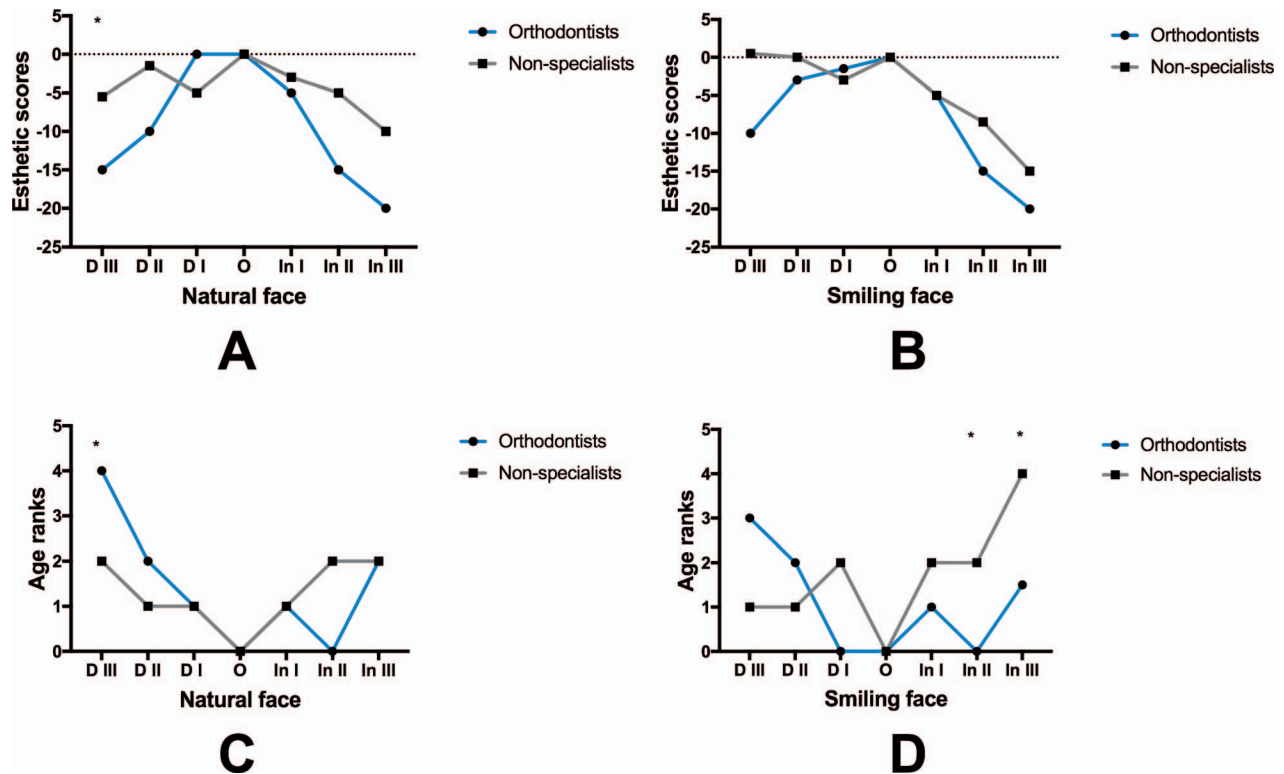 *
5
0
-5
-10
-15
-20
-25
Esthetic scores
D III D II D I O In I In II In III
Natural face
Orthodontists
Non-specialists
A
5
0
-5
-10
-15
-20
-25
Esthetic scores
D III D II D I O In I In II In III
Smiling face
Orthodontists
Non-specialists
B
*
5
4
3
2
1
0
Age ranks
D III D II D I O In I In II In III
Natural face
Orthodontists
Non-specialists
C
* *
5
4
3
2
1
0
Age ranks
D III D II D I O In I In II In III
Smiling face
Orthodontists
Non-specialists
D